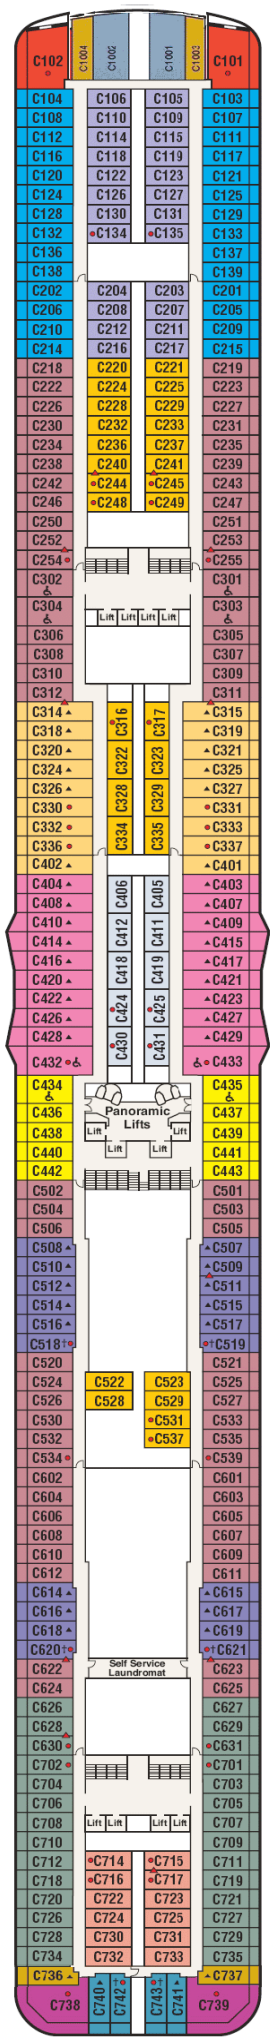 C1004 C1002 C1001 C1003
C102 C101
C104 C106 C105 C103
C108 C110 C109 C107
C112 C114 C115 C111
C116 C118 C119 C117
C120 C122 C123 C121
C124 C126 C127 C125
C128 C130 C131 C129
C132 C134 C135 C133
C136 C137
C138 C139
C202 C204 C203 C201
C206 C208 C207 C205
C210 C212 C211 C209
C214 C216 C217 C215
C218 C220 C221 C219
C222 C224 C225 C223
C226 C228 C229 C227
C230 C232 C233 C231
C234 C236 C237 C235
C238 C240 C241 C239
C242 C244 C245 C243
C246 C248 C249 C247
C250 C251
C252 C253
C254 C255
C302 C301
C304 C303
Lift Lift Lift Lift
C306 C305
C308 C307
C310 C309
C312 C311
C314 C316 C317 C315
C318 C319
C320 C322 C323 C321
C324 C325
C326 C328 C329 C327
C330 C331
C332 C334 C335 C333
C336 C337
C402 C401
C404 C406 C405 C403
C408 C407
C410 C412 C411 C409
C414 C415
C416 C418 C419 C417
C420 C421
C422 C424 C425 C423
C426 C427
C428 C430 C431 C429
C432 C433
C434 C435
C436 Panoramic C437
Lifts
C438 Lift Lift C439
C440 Lift Lift C441
C442 C443
C502 C501
C504 C503
C506 C505
C508 C507
C510 C509
C512 C511
C514 C515
C516 C517
C518† †C519
C520 C521
C524 C522 C523 C525
C526 C528 C529 C527
C530 C531 C533
C532 C537 C535
C534 C539
C602 C601
C604 C603
C606 C605
C608 C607
C610 C609
C612 C611
C614 C615
C616 C617
C618 C619
C620† †C621
C622 Self Service C623
Laundromat
C624 C625
C626 C627
C628 C629
C630 C631
C702 C701
C704 C703
C706 C705
C708 Lift Lift Lift Lift C707
C710 C709
C712 C714 C715 C711
C718 C716 C717 C719
C720 C722 C723 C721
C726 C724 C725 C727
C728 C730 C731 C729
C734 C732 C733 C735
C736 C737
C738 C740 C742† C743† C741 C739